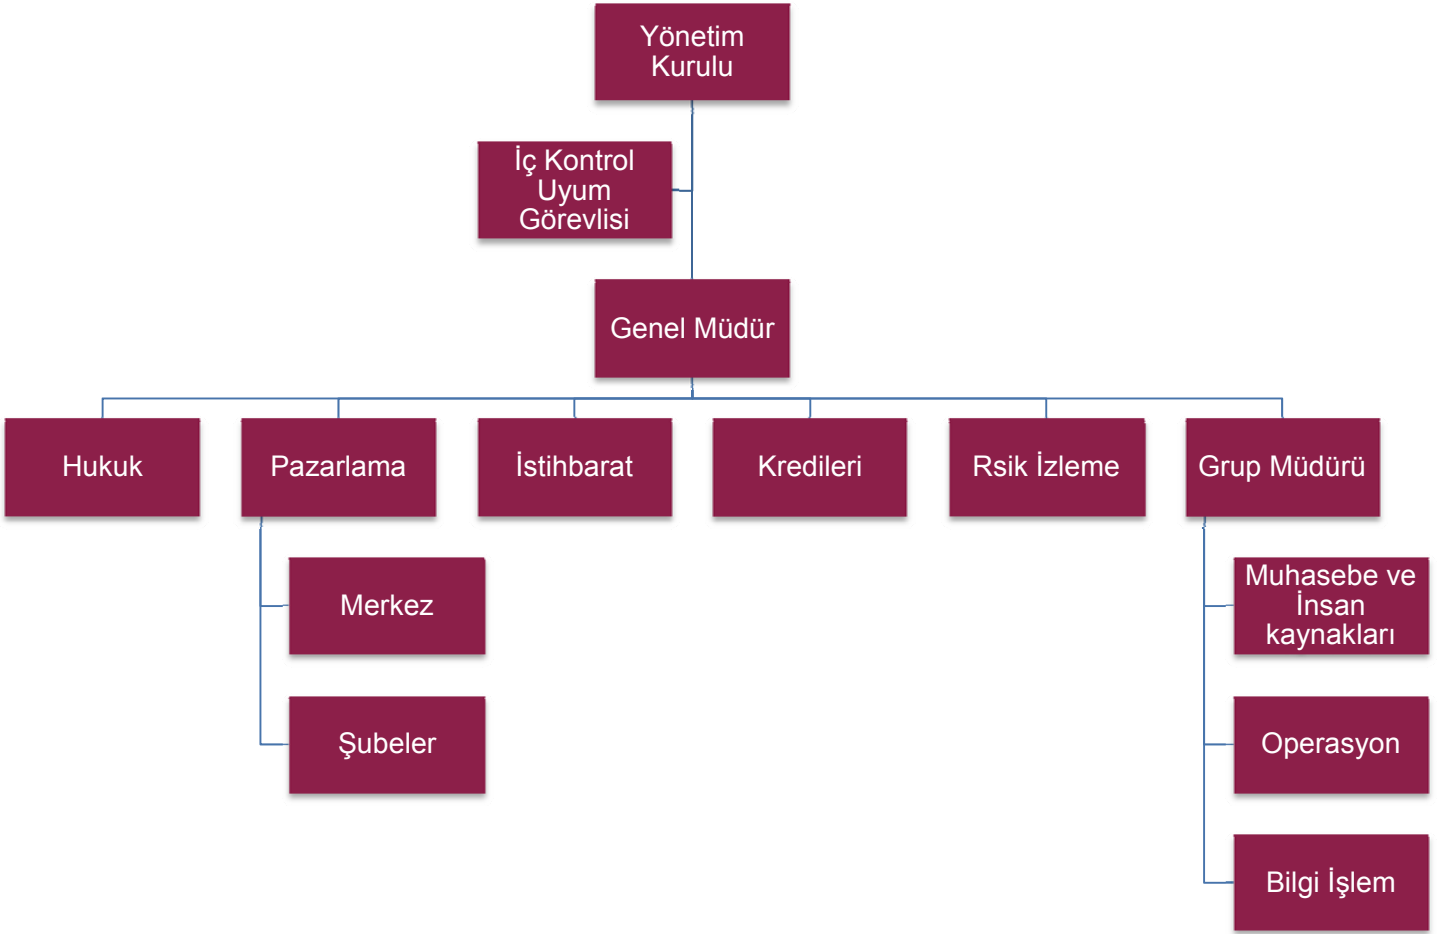 Yönetim
Kurulu
İç Kontrol
Uyum
Görevlisi
Genel Müdür
Hukuk
Pazarlama
İstihbarat
Kredileri
Rsik İzleme
Grup Müdürü
Merkez
Şubeler
Muhasebe ve
İnsan
kaynakları
Operasyon
Bilgi İşlem